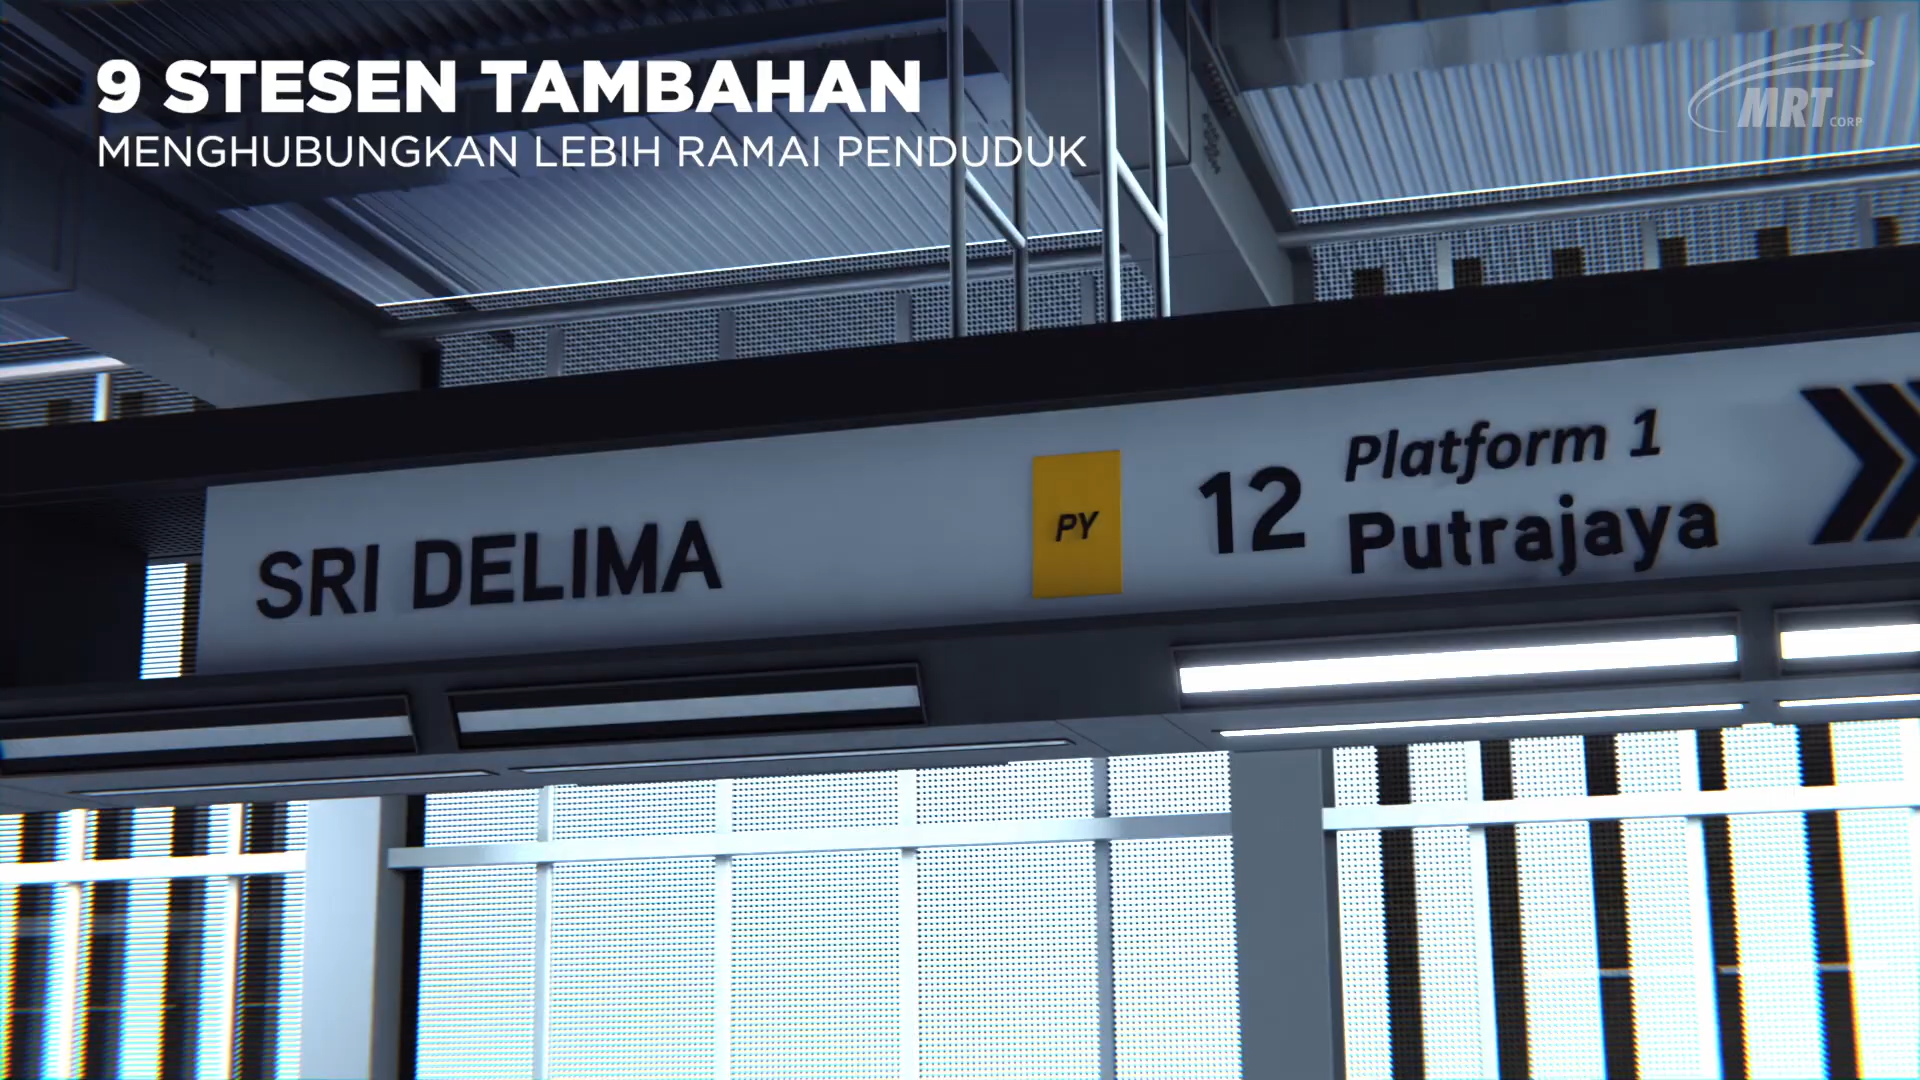 9 STESEN TAMBAHAN
MENGHUBUNGKAN LEBIH RAMAI PENDUDUK
MRT CORP
SRI DELIMA
PY
12
Platform 1
Putrajaya